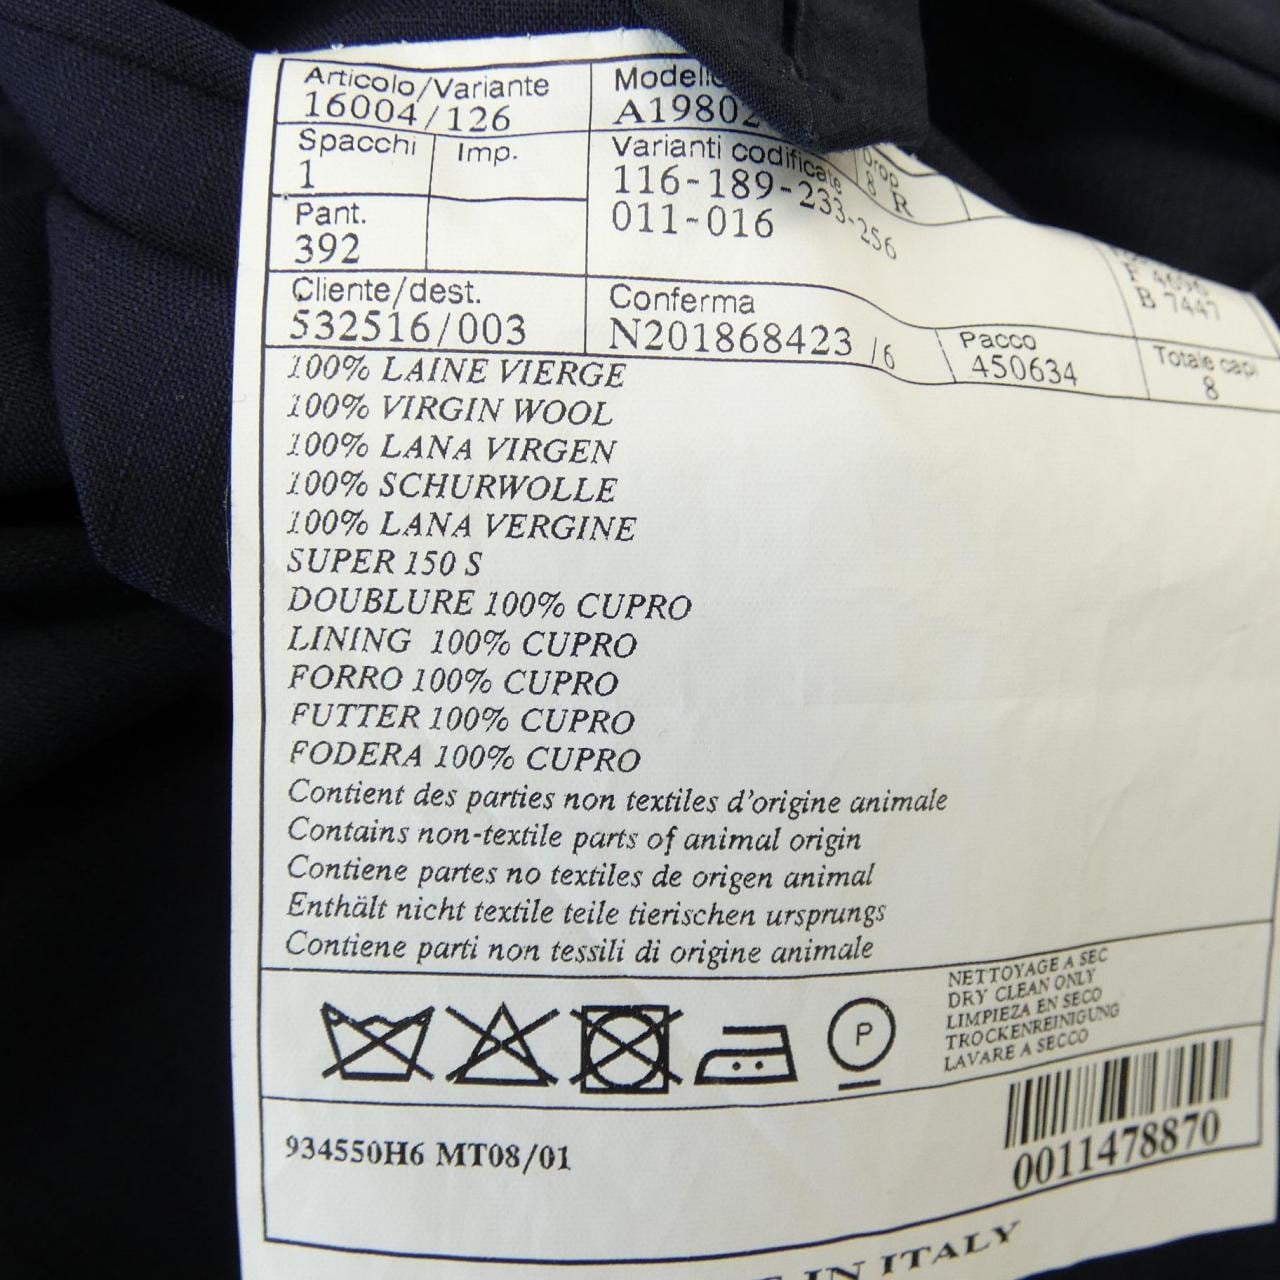 Articolo/Variante
16004/126
Spacchi
1
Imp.
Pant.
392
Varianti codificate
116-189-233-256
011-016
Drop
8 R
B 7447
Cliente/dest.
532516/003
Conferma
N201868423 /6
Pacco
450634
Totale capi
8
100% LAINE VIERGE
100% VIRGIN WOOL
100% LANA VIRGEN
100% SCHURWOLLE
100% LANA VERGINE
SUPER 150 S
DOUBLURE 100% CUPRO
LINING 100% CUPRO
FORRO 100% CUPRO
FUTTER 100% CUPRO
FODERA 100% CUPRO
Contient des parties non textiles d'origine animale
Contains non-textile parts of animal origin
Contiene partes no textiles de origen animal
Enthält nicht textile teile tierischen ursprungs
Contiene parti non tessili di origine animale
P
NETTOYAGE A SEC
DRY CLEAN ONLY
LIMPIEZA EN SECO
TROCKENREINIGUNG
LAVARE A SECCO
934550H6 MT08/01
0011478870
IN ITALY